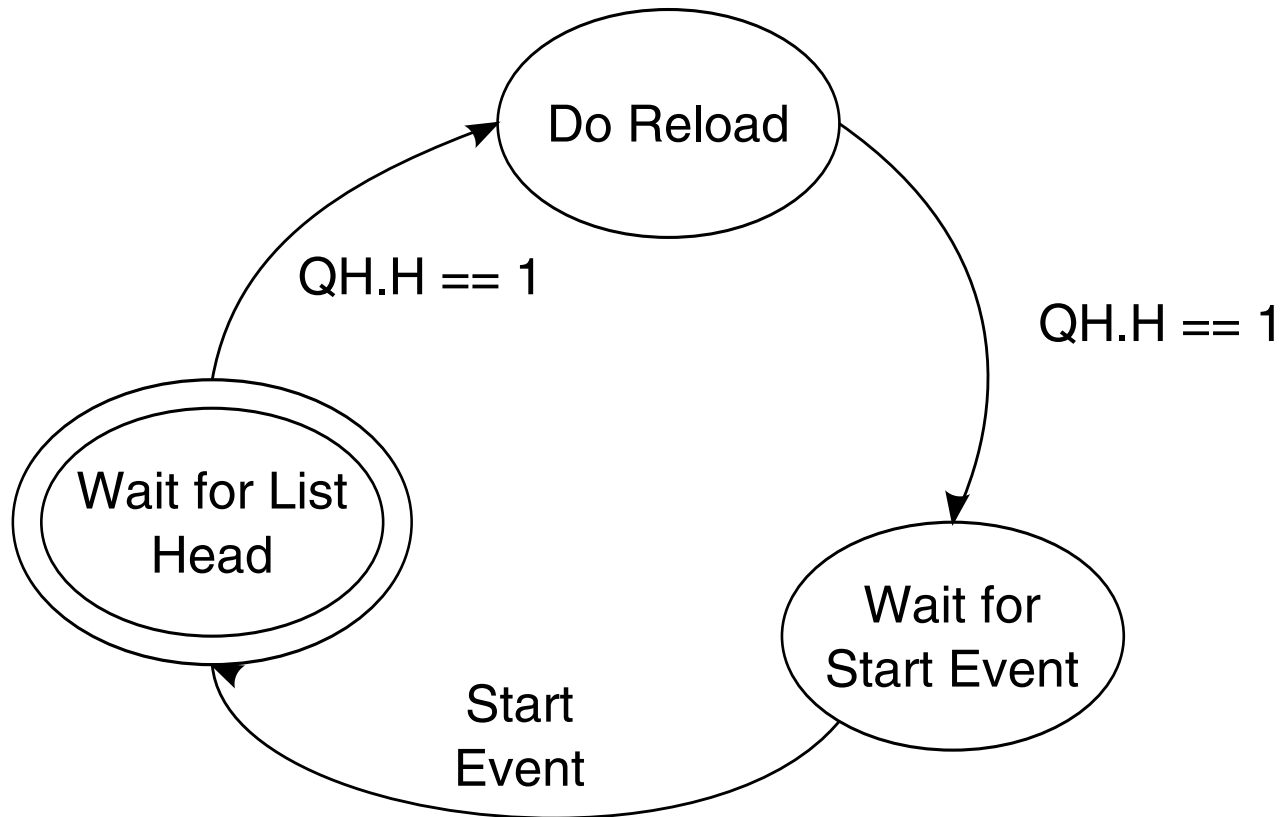 Do Reload
QH.H == 1
QH.H == 1
Wait for List
Head
Wait for
Start Event
Start
Event